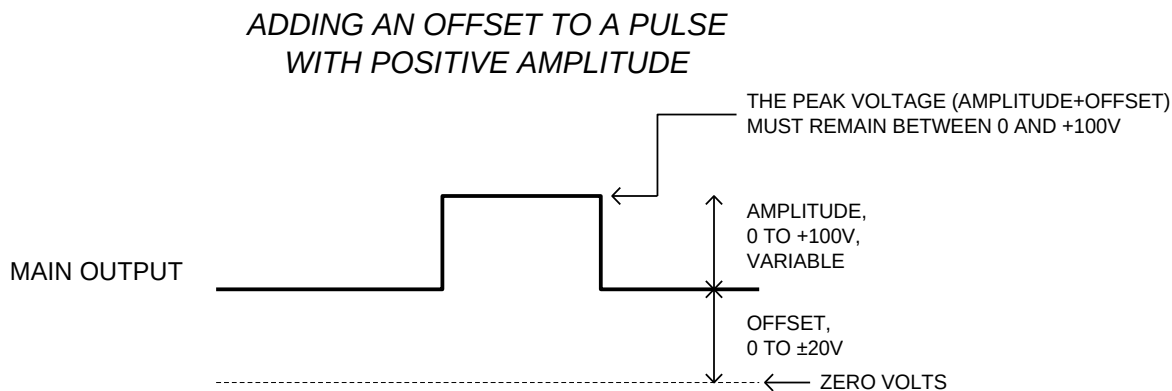 ADDING AN OFFSET TO A PULSE
WITH POSITIVE AMPLITUDE
THE PEAK VOLTAGE (AMPLITUDE+OFFSET)
MUST REMAIN BETWEEN 0 AND +100V
AMPLITUDE,
0 TO +100V,
VARIABLE
MAIN OUTPUT
OFFSET,
0 TO ±20V
ZERO VOLTS